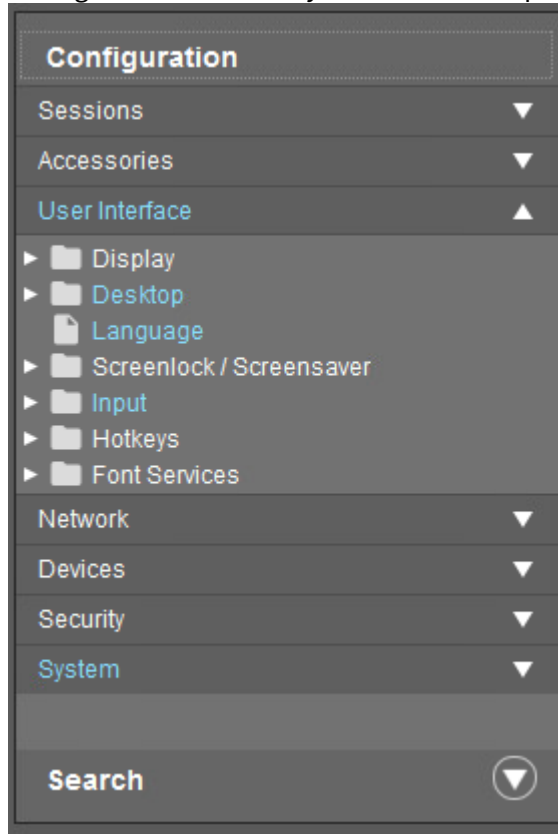 Configuration
Sessions
Accessories
User Interface
Display
Desktop
Language
Screenlock / Screensaver
Input
Hotkeys
Font Services
Network
Devices
Security
System
Search